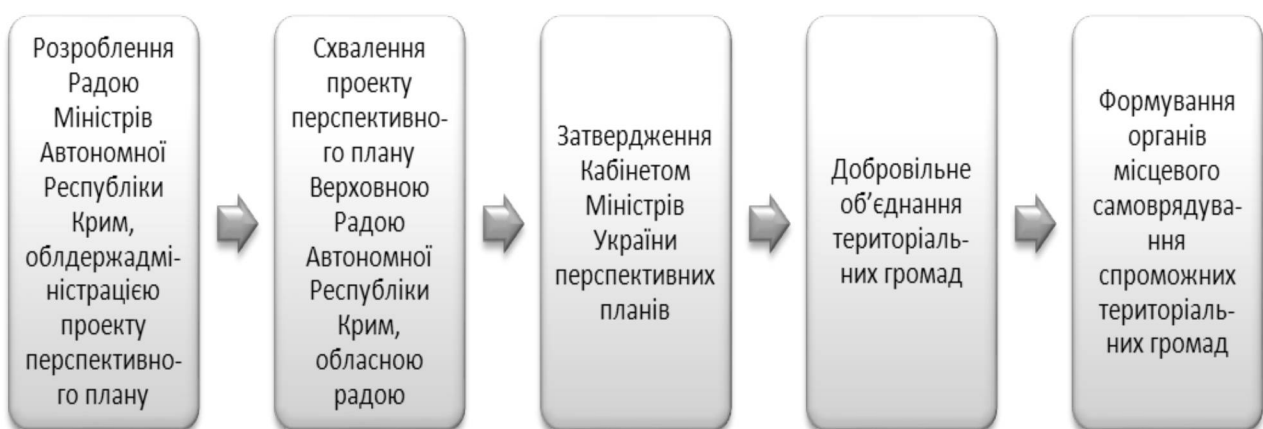 Розроблення
Радою
Міністрів
Автономної
Республіки
Крим,
облдержадмі-
ністрацією
проекту
перспективно-
го плану
Схвалення
проекту
перспективно-
го плану
Верховною
Радою
Автономної
Республіки
Крим,
обласною
радою
Затвердження
Кабінетом
Міністрів
України
перспективних
планів
Добровільне
об’єднання
територіаль-
них громад
Формування
органів
місцевого
самоврядува-
ння
спроможних
територіаль-
них громад